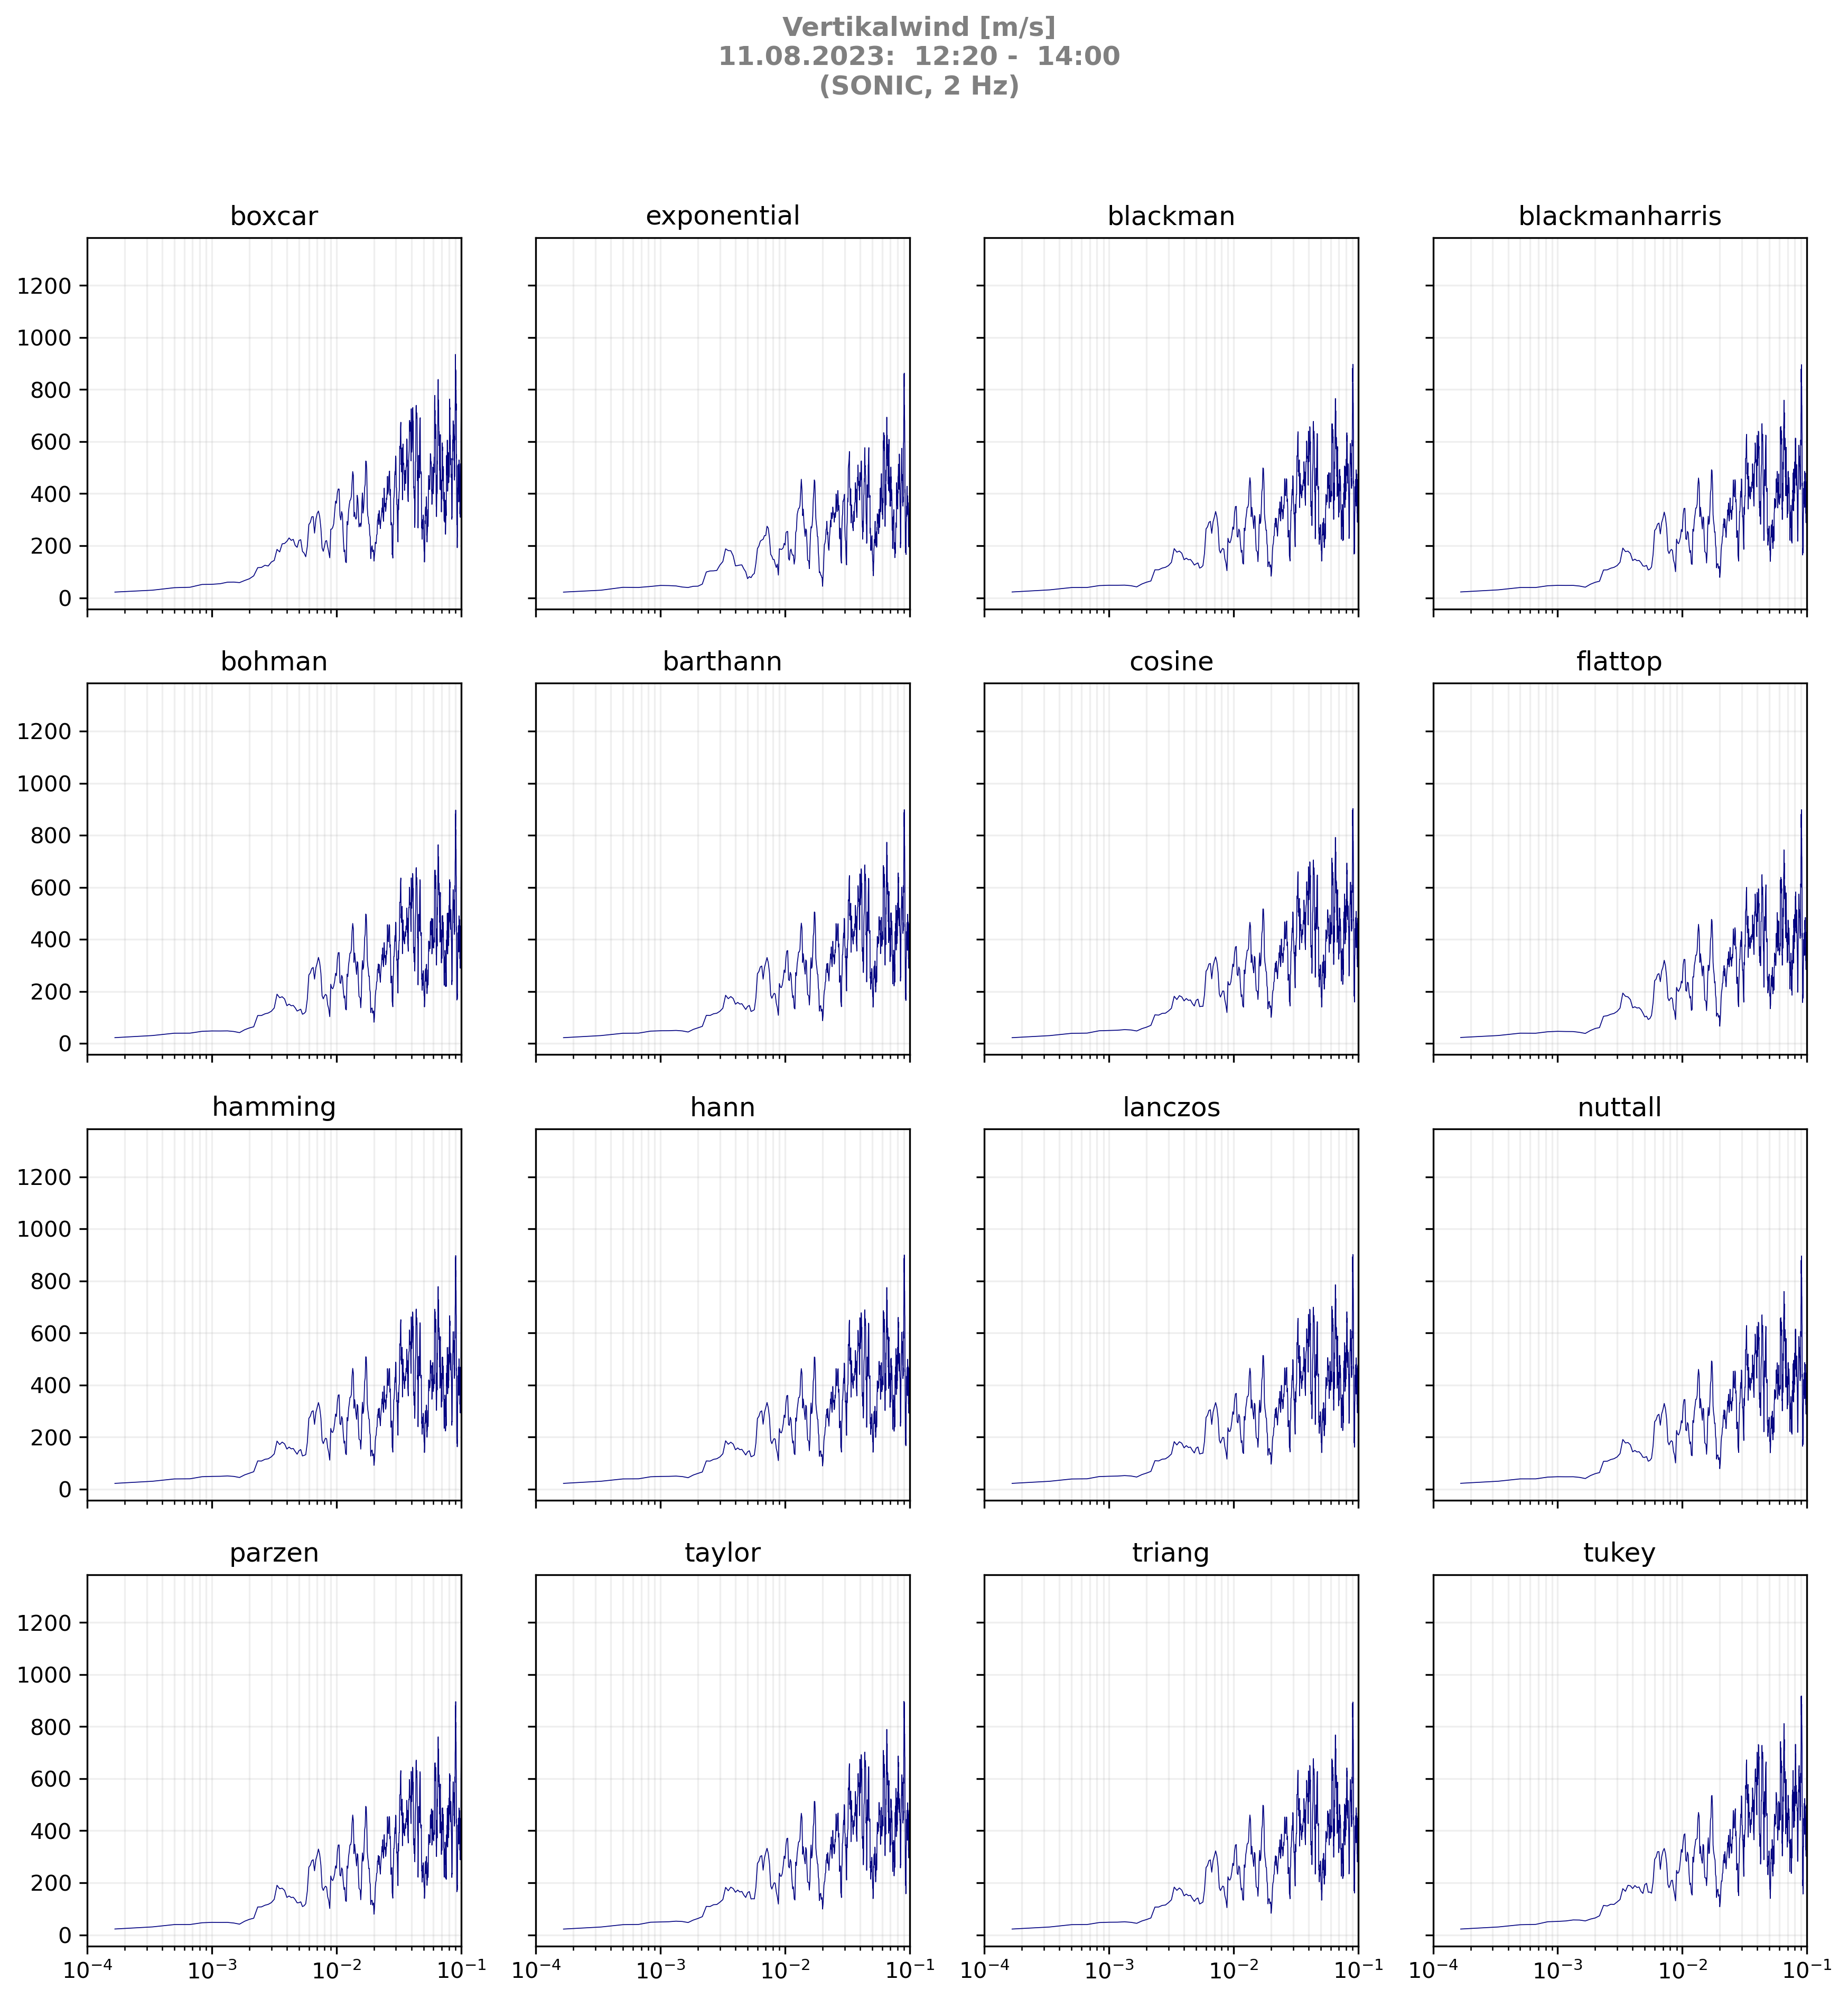 Vertikalwind [m/s]
11.08.2023:  12:20 -  14:00
(SONIC, 2 Hz)
boxcar
exponential
blackman
blackmanharris
1200
1000
800
600
400
200
0
bohman
barthann
cosine
flattop
1200
1000
800
600
400
200
0
hamming
hann
lanczos
nuttall
1200
1000
800
600
400
200
0
parzen
taylor
triang
tukey
1200
1000
800
600
400
200
0
10⁻⁴ 10⁻³ 10⁻² 10⁻¹
10⁻⁴ 10⁻³ 10⁻² 10⁻¹
10⁻⁴ 10⁻³ 10⁻² 10⁻¹
10⁻⁴ 10⁻³ 10⁻² 10⁻¹